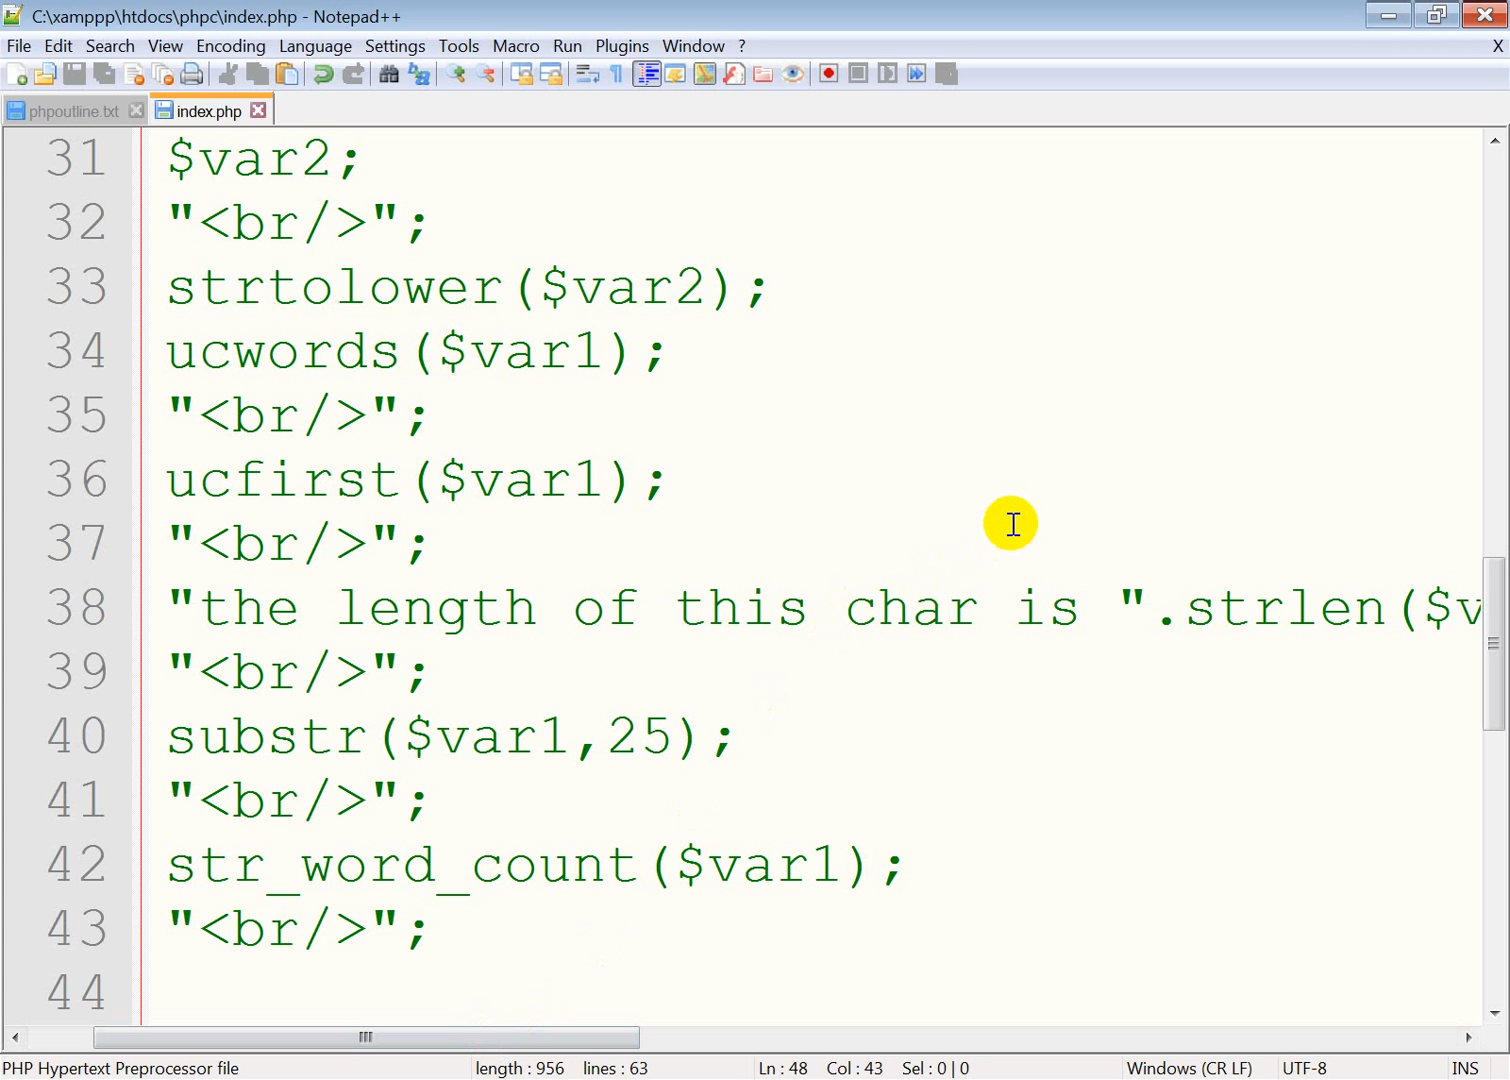 C:\xamppp\htdocs\phpc\index.php - Notepad++
File Edit Search View Encoding Language Settings Tools Macro Run Plugins Window ? X
phpoutline.txt index.php
31 $var2;
32 "<br/>";
33 strtolower($var2);
34 ucwords($var1);
35 "<br/>";
36 ucfirst($var1);
37 "<br/>";
38 "the length of this char is ".strlen($v
39 "<br/>";
40 substr($var1,25);
41 "<br/>";
42 str_word_count($var1);
43 "<br/>";
44
PHP Hypertext Preprocessor file length : 956 lines : 63 Ln : 48 Col : 43 Sel : 0 | 0 Windows (CR LF) UTF-8 INS